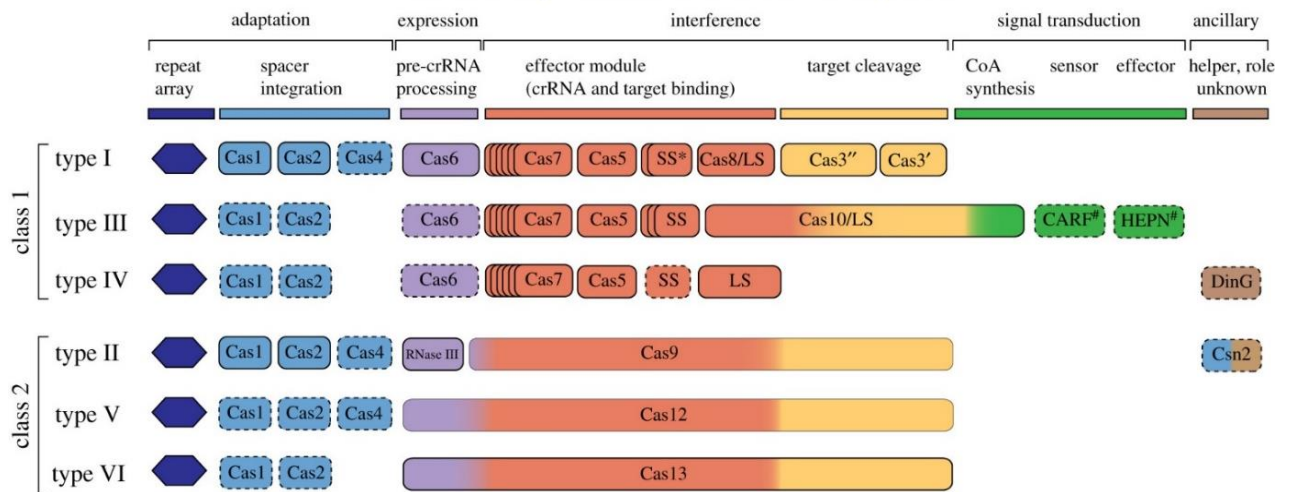 adaptation expression interference signal transduction ancillary
repeat array spacer integration pre-crRNA processing effector module (crRNA and target binding) target cleavage CoA synthesis sensor effector helper, role unknown
class 1
type I Cas1 Cas2 Cas4 Cas6 Cas7 Cas5 SS* Cas8/LS Cas3″ Cas3′
type III Cas1 Cas2 Cas6 Cas7 Cas5 SS Cas10/LS CARF# HEPN#
type IV Cas1 Cas2 Cas6 Cas7 Cas5 SS LS DinG
class 2
type II Cas1 Cas2 Cas4 RNase III Cas9 Csn2
type V Cas1 Cas2 Cas4 Cas12
type VI Cas1 Cas2 Cas13